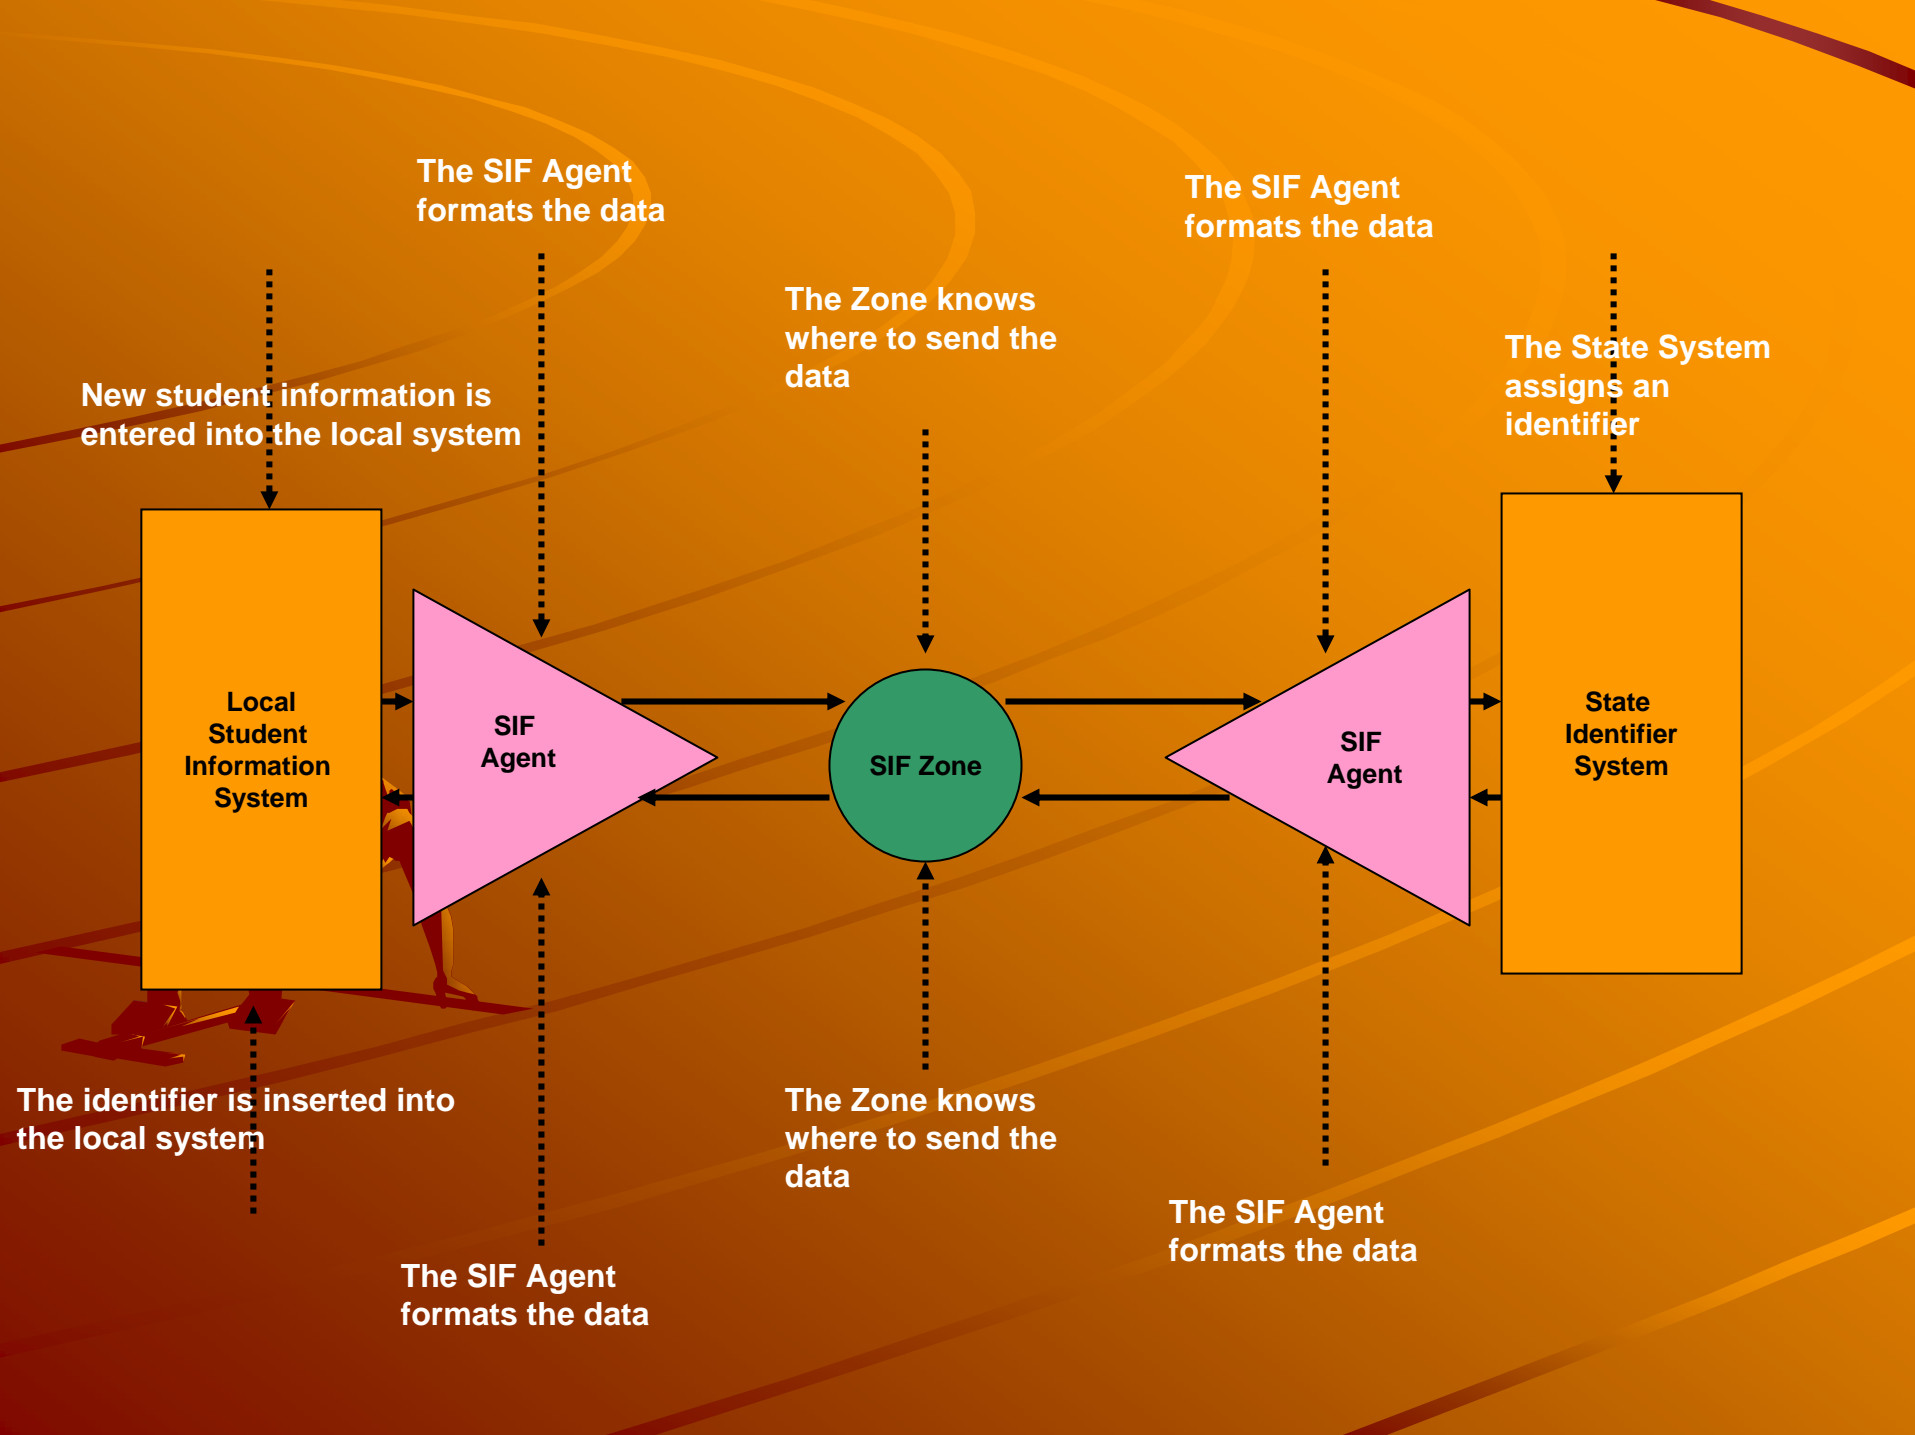 The SIF Agent
formats the data
The SIF Agent
formats the data
The Zone knows
where to send the
data
The State System
assigns an
identifier
New student information is
entered into the local system
Local
Student
Information
System
SIF
Agent
SIF Zone
SIF
Agent
State
Identifier
System
The identifier is inserted into
the local system
The Zone knows
where to send the
data
The SIF Agent
formats the data
The SIF Agent
formats the data